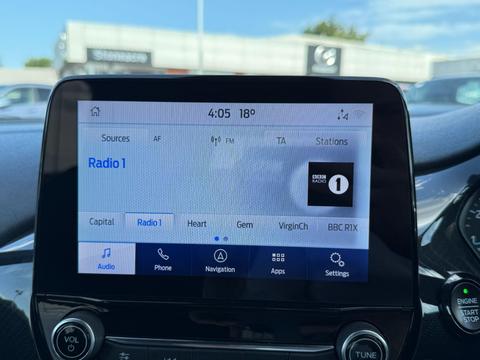 Stoneacre
4:05 18°
Sources AF FM TA Stations
Radio 1
BBC
RADIO 1
Capital Radio 1 Heart Gem VirginCh BBC R1X
Audio Phone Navigation Apps Settings
ENGINE
START
STOP
VOL
TUNE